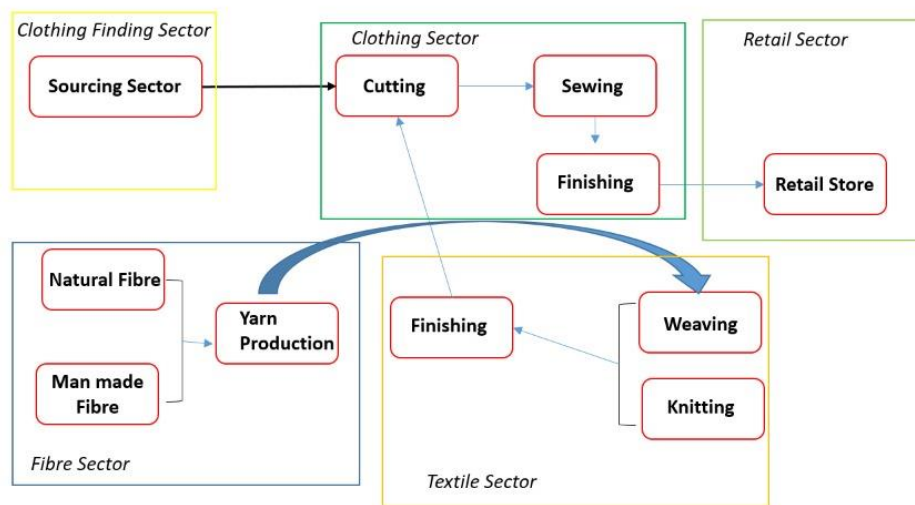 Clothing Finding Sector
Sourcing Sector
Clothing Sector
Cutting
Sewing
Finishing
Retail Sector
Retail Store
Natural Fibre
Man made
Fibre
Yarn
Production
Fibre Sector
Finishing
Weaving
Knitting
Textile Sector